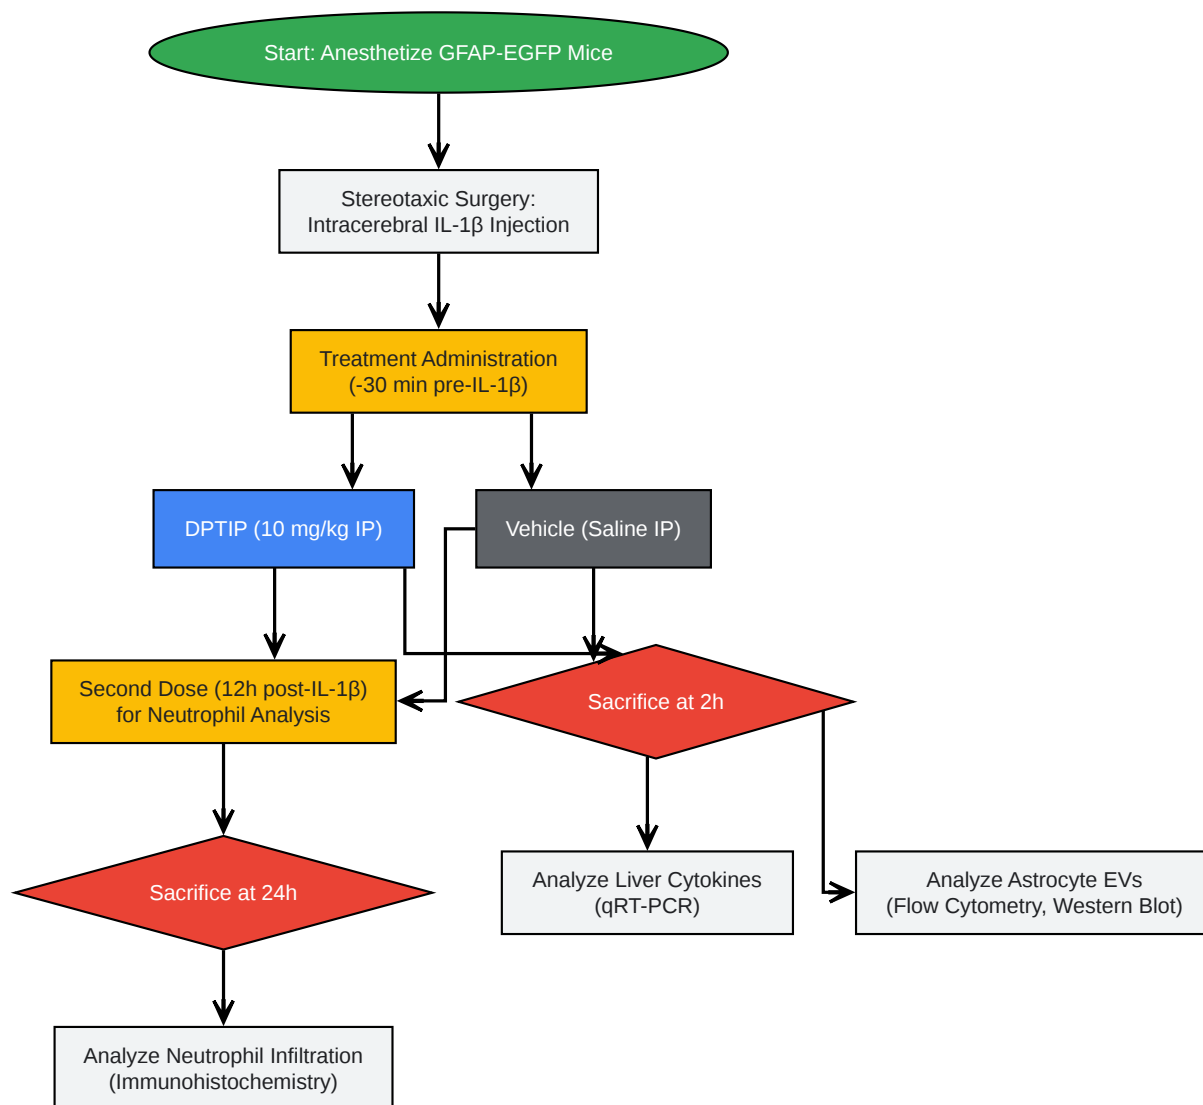 Start: Anesthetize GFAP-EGFP Mice
Stereotaxic Surgery:
Intracerebral IL-1β Injection
Treatment Administration
(-30 min pre-IL-1β)
DPTIP (10 mg/kg IP)
Vehicle (Saline IP)
Second Dose (12h post-IL-1β)
for Neutrophil Analysis
Sacrifice at 2h
Sacrifice at 24h
Analyze Liver Cytokines
(qRT-PCR)
Analyze Astrocyte EVs
(Flow Cytometry, Western Blot)
Analyze Neutrophil Infiltration
(Immunohistochemistry)